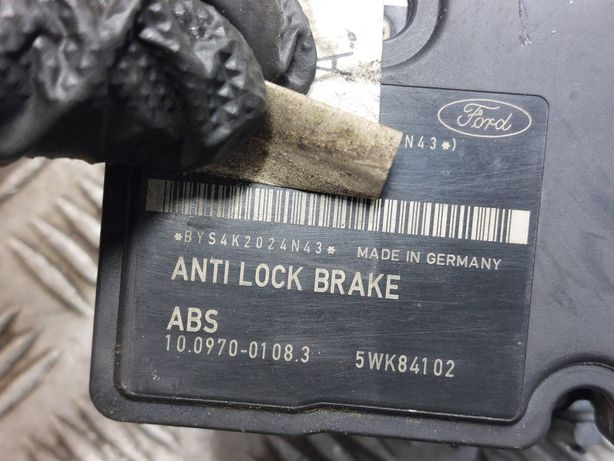 Ford
N43*)
*BYS4K2024N43*
MADE IN GERMANY
ANTI LOCK BRAKE
ABS
10.0970-0108.3 5WK84102